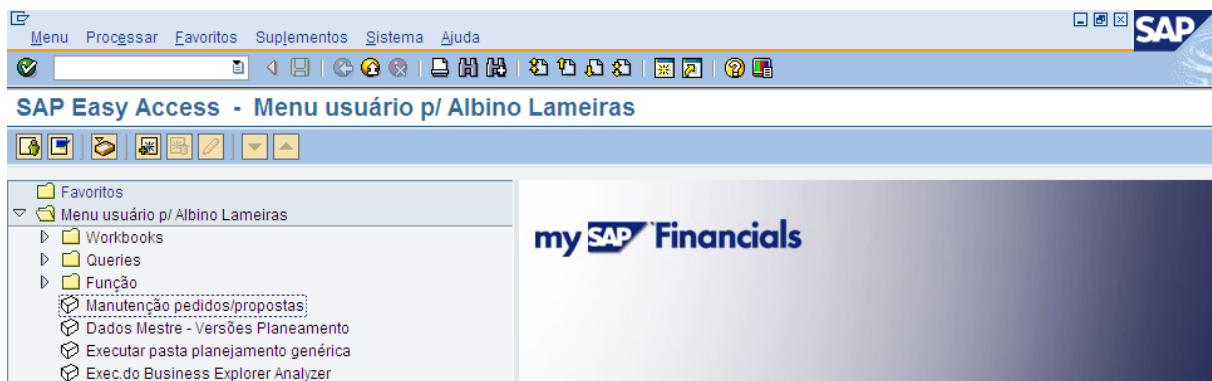 Menu Processar Favoritos Suplementos Sistema Ajuda
SAP
SAP Easy Access - Menu usuário p/ Albino Lameiras
Favoritos
Menu usuário p/ Albino Lameiras
Workbooks
Queries
Função
Manutenção pedidos/propostas
Dados Mestre - Versões Planeamento
Executar pasta planejamento genérica
Exec.do Business Explorer Analyzer
my SAP Financials